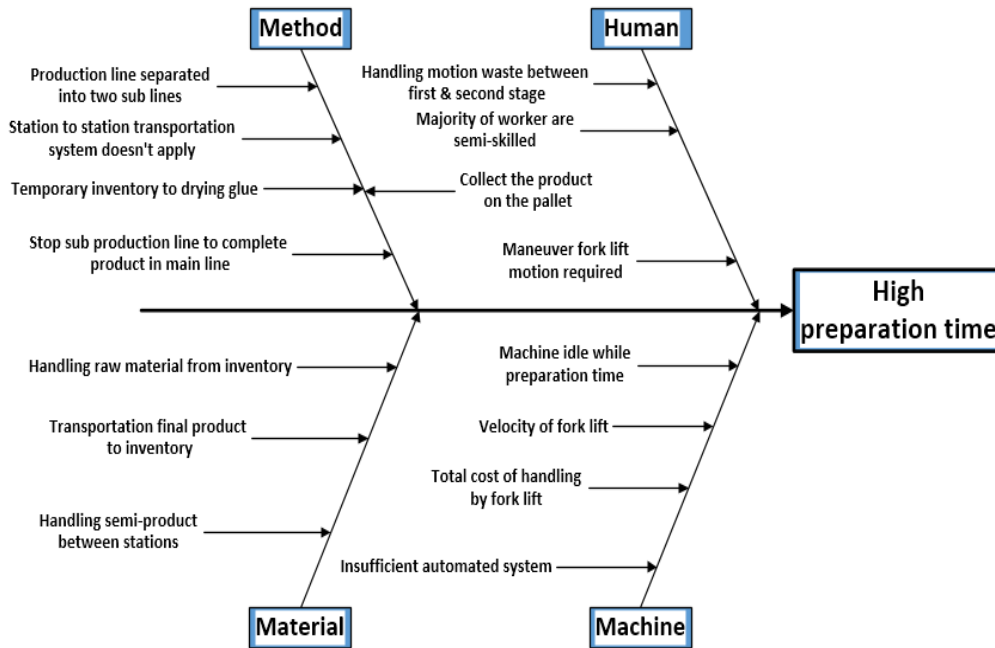 Method
Human
Production line separated
into two sub lines
Handling motion waste between
first & second stage
Station to station transportation
system doesn't apply
Majority of worker are
semi-skilled
Temporary inventory to drying glue
Collect the product
on the pallet
Stop sub production line to complete
product in main line
Maneuver fork lift
motion required
High
preparation time
Handling raw material from inventory
Machine idle while
preparation time
Transportation final product
to inventory
Velocity of fork lift
Total cost of handling
by fork lift
Handling semi-product
between stations
Insufficient automated system
Material
Machine